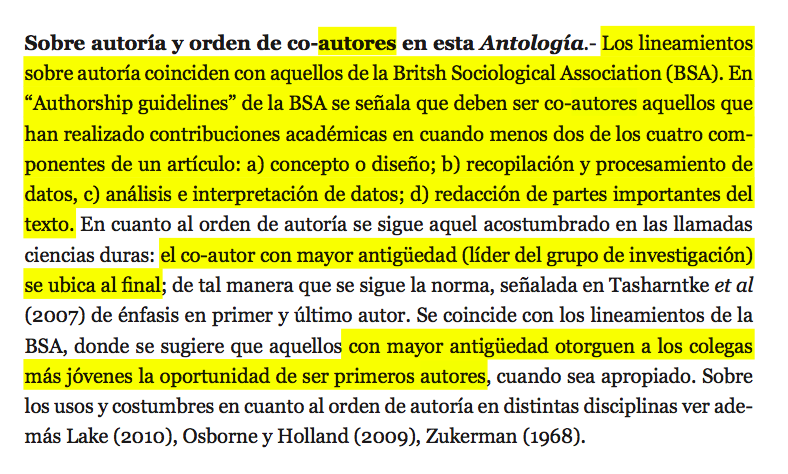 Sobre autoría y orden de co-autores en esta Antología.- Los lineamientos
sobre autoría coinciden con aquellos de la Britsh Sociological Association (BSA). En
“Authorship guidelines” de la BSA se señala que deben ser co-autores aquellos que
han realizado contribuciones académicas en cuando menos dos de los cuatro com-
ponentes de un artículo: a) concepto o diseño; b) recopilación y procesamiento de
datos, c) análisis e interpretación de datos; d) redacción de partes importantes del
texto. En cuanto al orden de autoría se sigue aquel acostumbrado en las llamadas
ciencias duras: el co-autor con mayor antigüedad (líder del grupo de investigación)
se ubica al final; de tal manera que se sigue la norma, señalada en Tasharntke et al
(2007) de énfasis en primer y último autor. Se coincide con los lineamientos de la
BSA, donde se sugiere que aquellos con mayor antigüedad otorguen a los colegas
más jóvenes la oportunidad de ser primeros autores, cuando sea apropiado. Sobre
los usos y costumbres en cuanto al orden de autoría en distintas disciplinas ver ade-
más Lake (2010), Osborne y Holland (2009), Zukerman (1968).